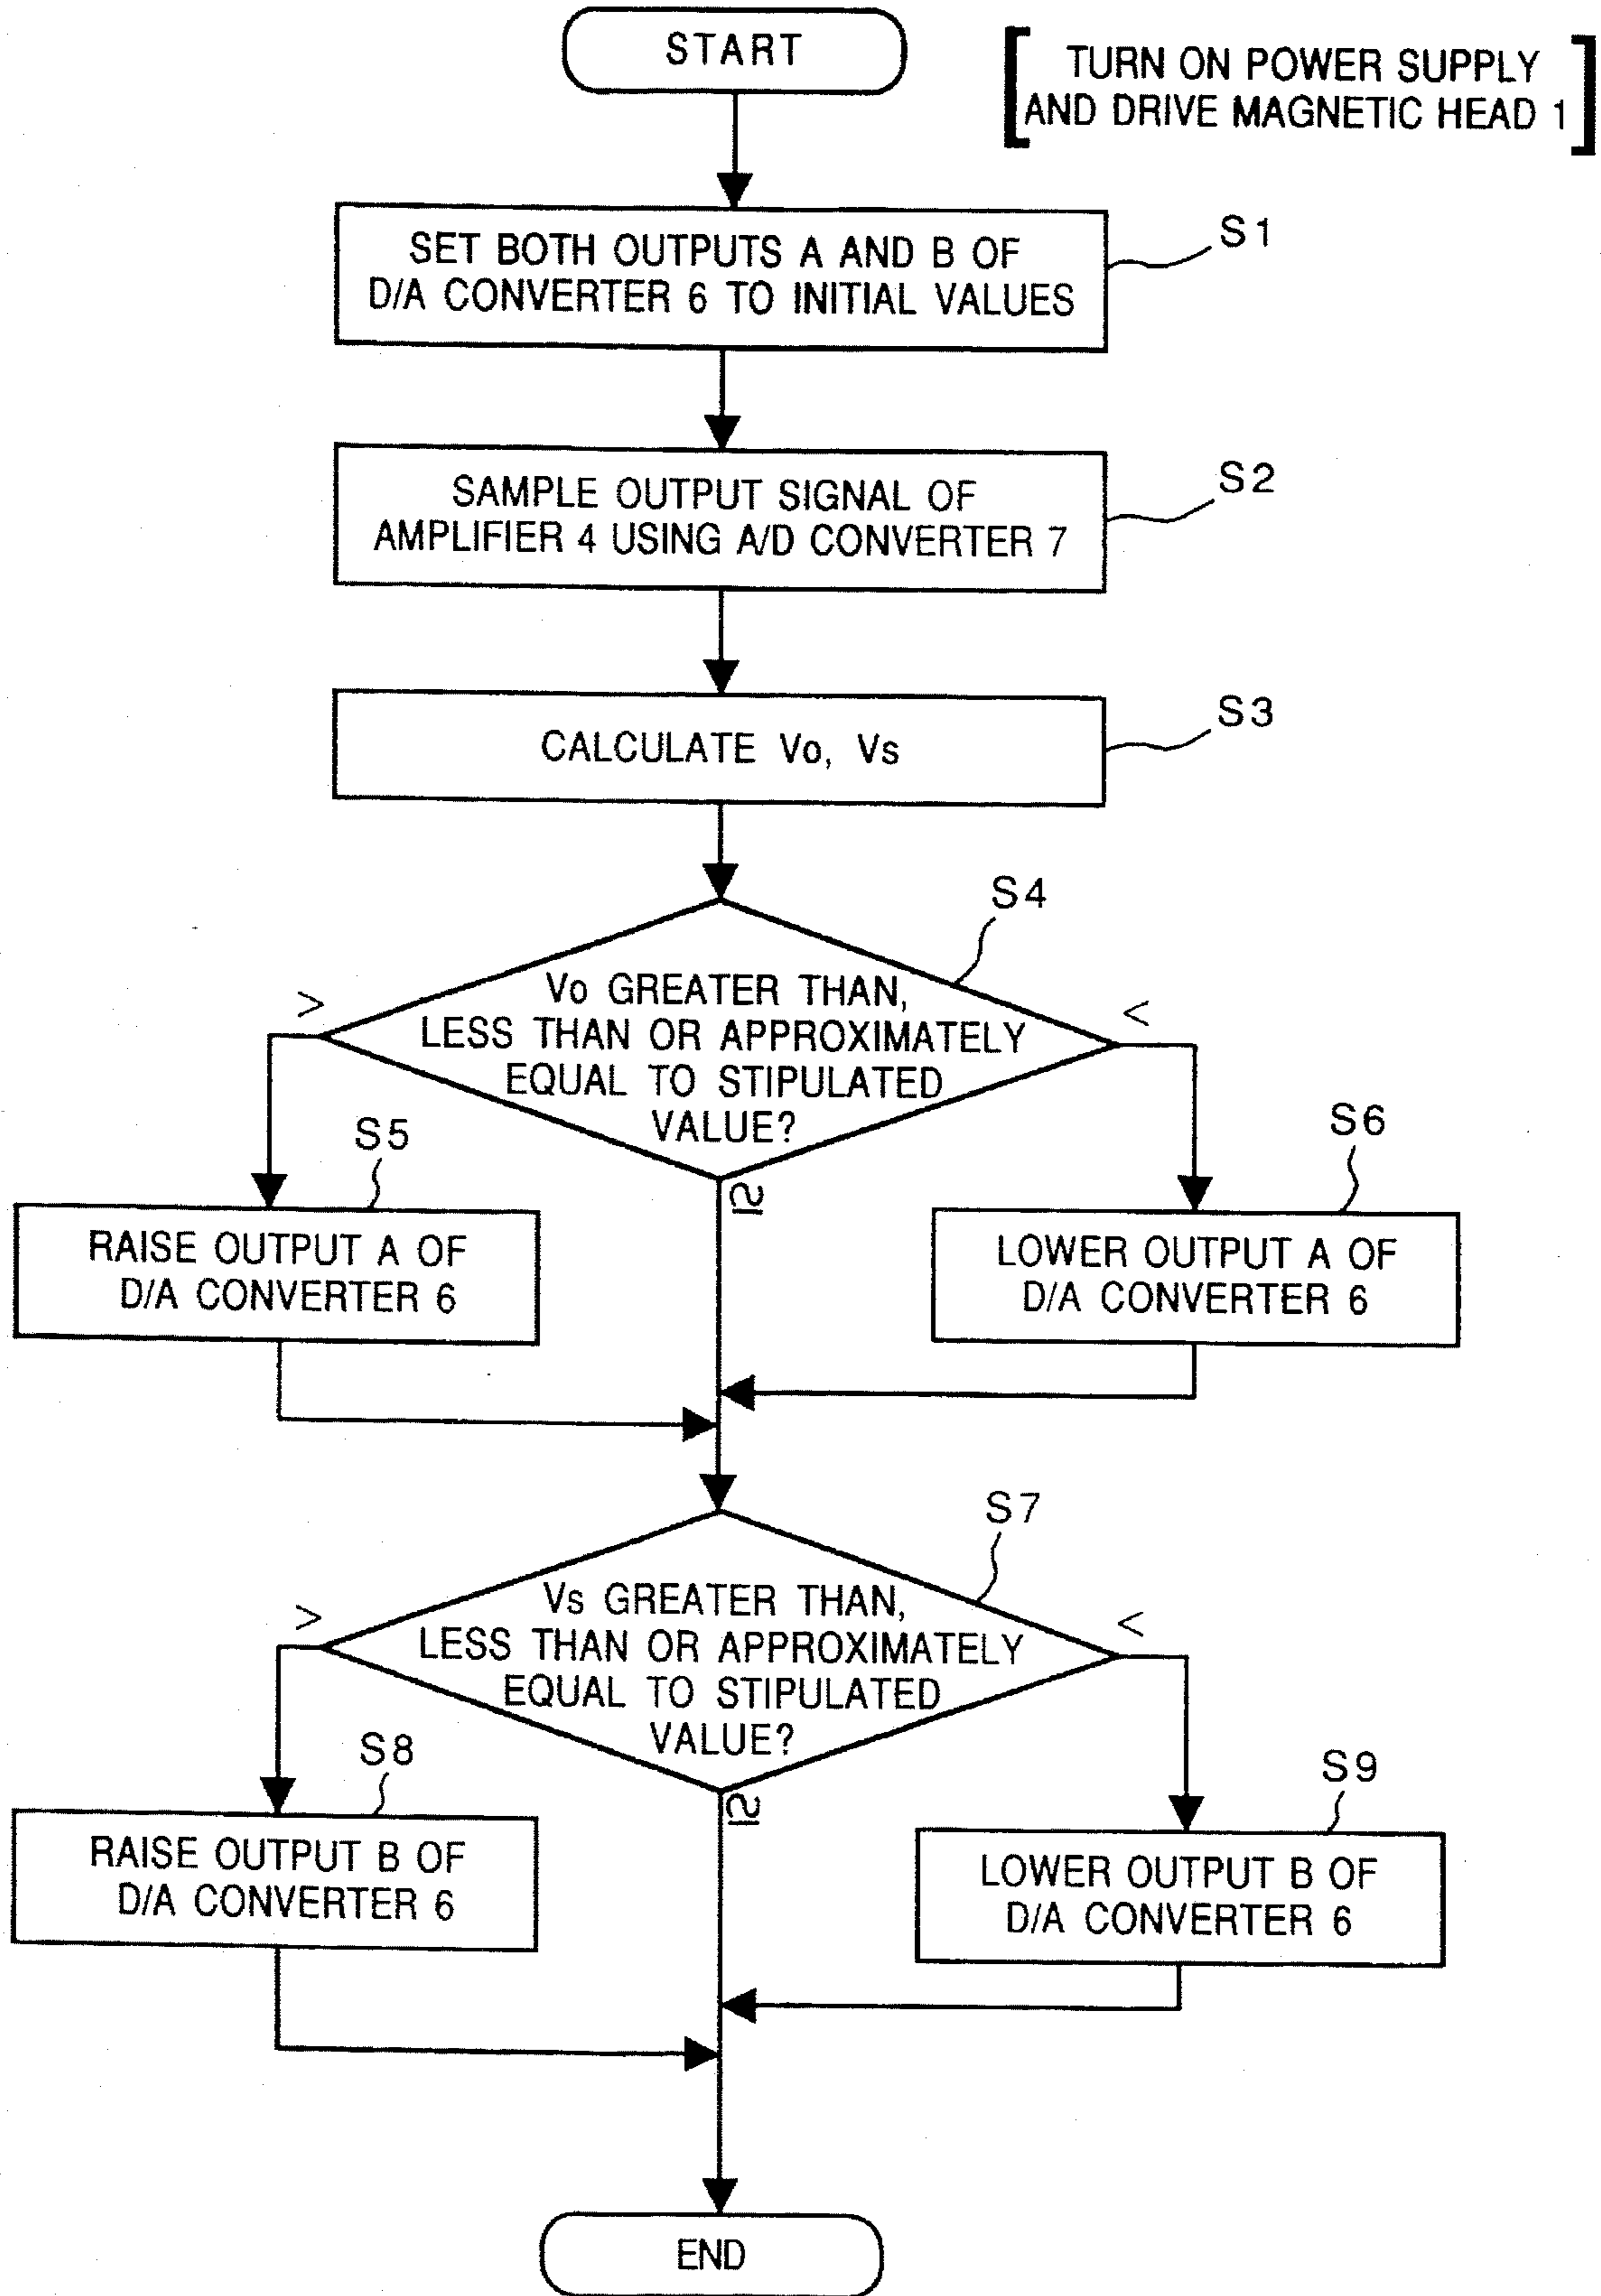 START
[ TURN ON POWER SUPPLY
AND DRIVE MAGNETIC HEAD 1 ]
SET BOTH OUTPUTS A AND B OF
D/A CONVERTER 6 TO INITIAL VALUES
S1
SAMPLE OUTPUT SIGNAL OF
AMPLIFIER 4 USING A/D CONVERTER 7
S2
CALCULATE Vo, Vs
S3
S4
Vo GREATER THAN,
LESS THAN OR APPROXIMATELY
EQUAL TO STIPULATED
VALUE?
>
<
≅
S5
RAISE OUTPUT A OF
D/A CONVERTER 6
S6
LOWER OUTPUT A OF
D/A CONVERTER 6
S7
Vs GREATER THAN,
LESS THAN OR APPROXIMATELY
EQUAL TO STIPULATED
VALUE?
>
<
≅
S8
RAISE OUTPUT B OF
D/A CONVERTER 6
S9
LOWER OUTPUT B OF
D/A CONVERTER 6
END